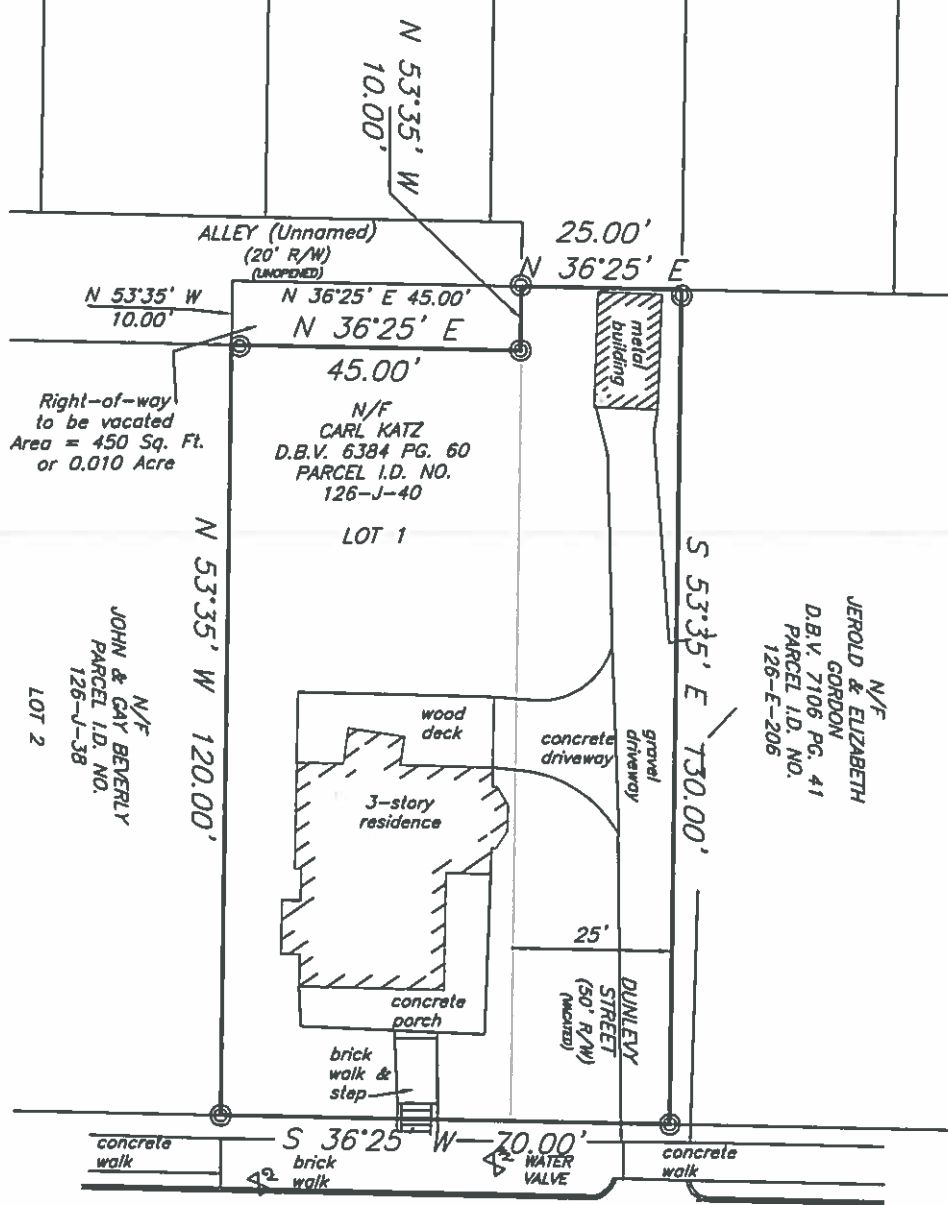 N 53°35' W
10.00'
ALLEY (Unnamed)
(20' R/W)
(UNOPENED)
25.00'
N 36°25' E
N 53°35' W
10.00'
N 36°25' E 45.00'
N 36°25' E
45.00'
metal
building
Right-of-way
to be vacated
Area = 450 Sq. Ft.
or 0.010 Acre
N/F
CARL KATZ
D.B.V. 6384 PG. 60
PARCEL I.D. NO.
126-J-40
LOT 1
N 53°35' W 120.00'
S 53°35' E 130.00'
N/F
JEROLD & ELIZABETH
GORDON
D.B.V. 7106 PG. 41
PARCEL I.D. NO.
126-E-206
N/F
JOHN & GAY BEVERLY
PARCEL I.D. NO.
126-J-38
LOT 2
wood
deck
concrete
driveway
gravel
driveway
3-story
residence
25'
DUNLEVY
STREET
(50' R/W)
(VACATED)
concrete
porch
brick
walk &
step
S 36°25' W 70.00'
concrete
walk
brick
walk
WATER
VALVE
concrete
walk